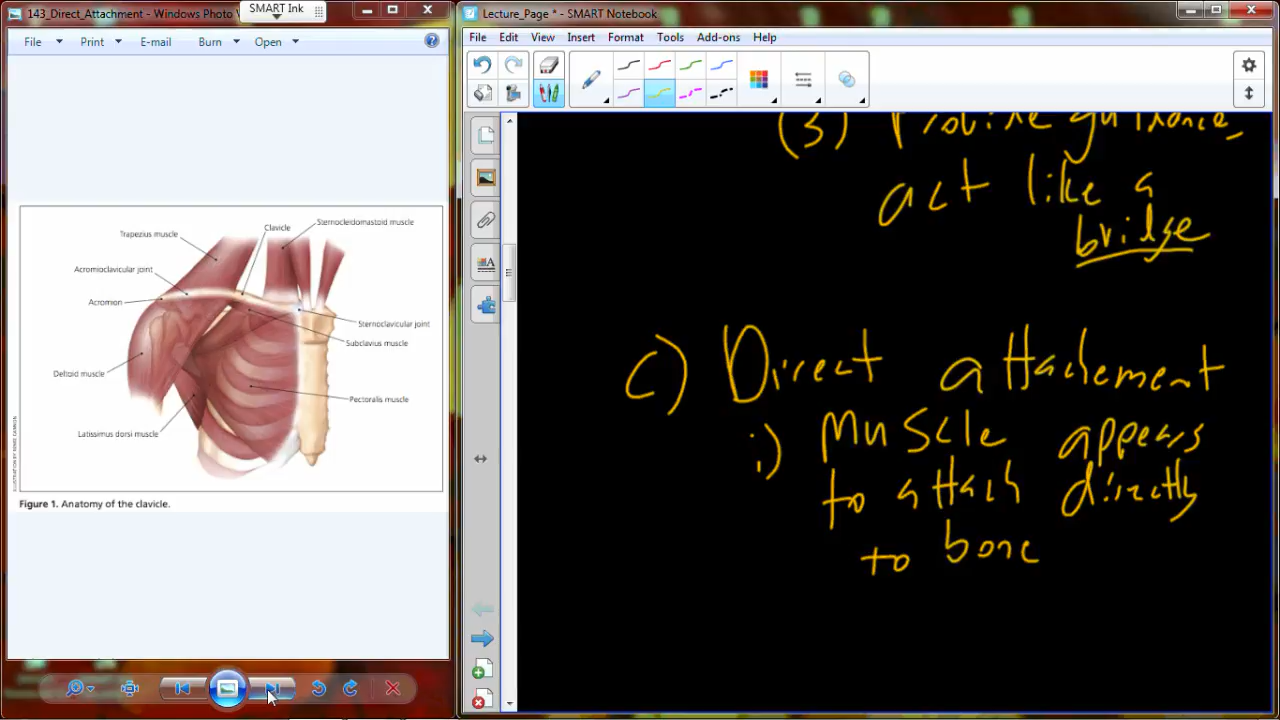 143_Direct_Attachment - Windows Photo V
SMART Ink
File Print E-mail Burn Open
Trapezius muscle
Clavicle
Sternocleidomastoid muscle
Acromioclavicular joint
Acromion
Sternoclavicular joint
Subclavius muscle
Deltoid muscle
Pectoralis muscle
Latissimus dorsi muscle
Figure 1. Anatomy of the clavicle.
Lecture_Page * - SMART Notebook
File Edit View Insert Format Tools Add-ons Help
(3)
act like a
bridge
c) Direct attachement
i) Muscle appears
to attach directly
to bone